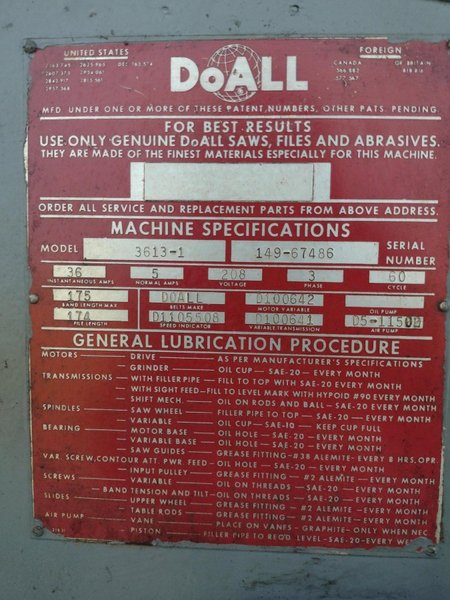 UNITED STATES
FOREIGN
DoALL
CANADA
GT. BRITAIN
MFD. UNDER ONE OR MORE OF THESE PATENT NUMBERS, OTHER PATS. PENDING.
FOR BEST RESULTS
USE ONLY GENUINE DoALL SAWS, FILES AND ABRASIVES.
THEY ARE MADE OF THE FINEST MATERIALS ESPECIALLY FOR THIS MACHINE.
ORDER ALL SERVICE AND REPLACEMENT PARTS FROM ABOVE ADDRESS.
MACHINE SPECIFICATIONS
MODEL 3613-1 149-67486 SERIAL NUMBER
36 5 208 3 60
INSTANTANEOUS AMPS NORMAL AMPS VOLTAGE PHASE CYCLE
175 DOALL D100642
BAND LENGTH MAX BELTS MAKE MOTOR VARIABLE OIL PUMP
174 D1105508 D100641
FILE LENGTH SPEED INDICATOR VARIABLE TRANSMISSION AIR PUMP
GENERAL LUBRICATION PROCEDURE
MOTORS — DRIVE — AS PER MANUFACTURER'S SPECIFICATIONS
— GRINDER — OIL CUP — SAE-20 — EVERY MONTH
TRANSMISSIONS — WITH FILLER PIPE — FILL TO TOP WITH SAE-20 EVERY MONTH
— WITH SIGHT FEED — FILL TO LEVEL MARK WITH HYPOID #90 EVERY MONTH
— SHIFT MECH. — OIL ON RODS AND BALL — SAE-20 EVERY MONTH
SPINDLES — SAW WHEEL — FILLER PIPE TO TOP — SAE-20 — EVERY MONTH
— VARIABLE — OIL CUP — SAE-10 — KEEP CUP FULL
BEARING — MOTOR BASE — OIL HOLE — SAE-20 — EVERY MONTH
— VARIABLE BASE — OIL HOLE — SAE-20 — EVERY MONTH
— SAW GUIDES — GREASE FITTING — #38 ALEMITE — EVERY 8 HRS. OPR.
VAR. SCREW, CONTOUR ATT. PWR. FEED — OIL HOLE — SAE-20 — EVERY MONTH
— INPUT PULLEY — GREASE FITTING — #2 ALEMITE — EVERY MONTH
SCREWS — VARIABLE — OIL ON THREADS — SAE-20 — EVERY MONTH
— BAND TENSION AND TILT — OIL ON THREADS — SAE-20 — EVERY MONTH
SLIDES — UPPER WHEEL — GREASE FITTING — #2 ALEMITE — EVERY MONTH
— TABLE RODS — GREASE FITTING — #2 ALEMITE — EVERY MONTH
AIR PUMP — VANE — PLACE ON VANES — GRAPHITE — ONLY WHEN NEC.
— PISTON — FILLER PIPE TO REQD LEVEL — SAE-20 — EVERY WEEK